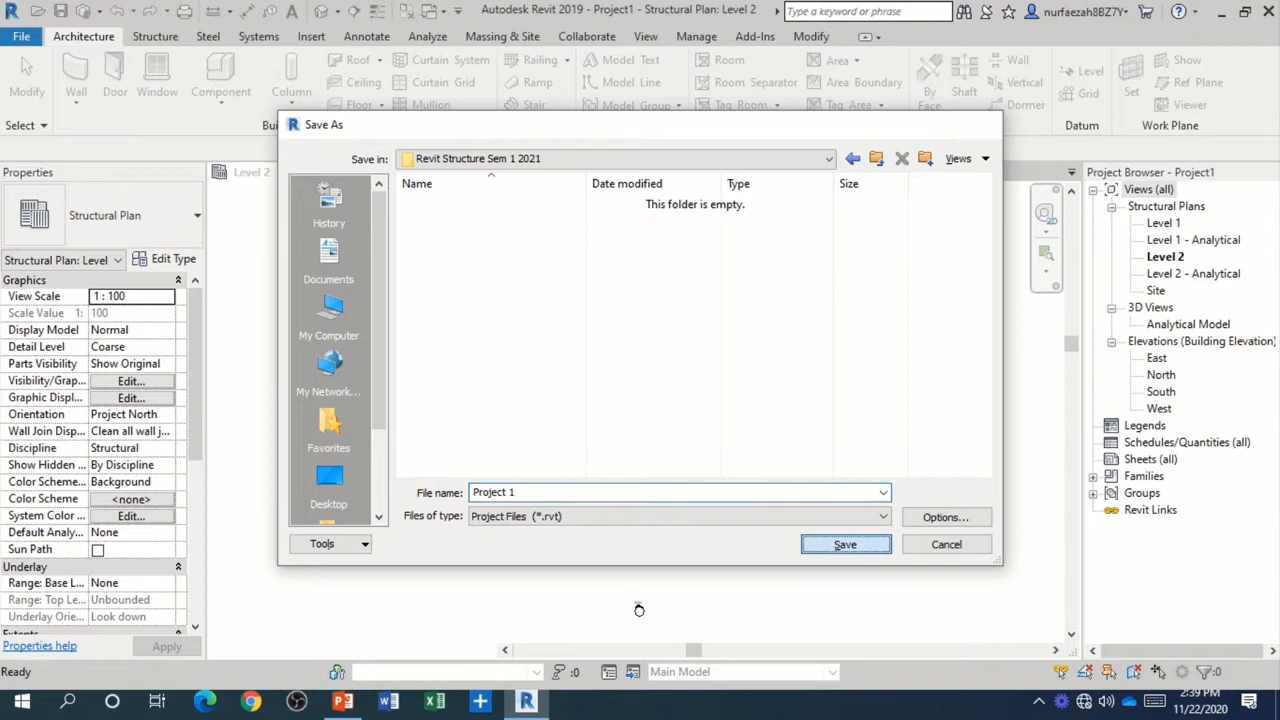 Autodesk Revit 2019 - Project1 - Structural Plan: Level 2
Type a keyword or phrase
nurfaezah8BZ7Y
File
Architecture
Structure
Steel
Systems
Insert
Annotate
Analyze
Massing & Site
Collaborate
View
Manage
Add-Ins
Modify
Modify
Wall
Door
Window
Component
Column
Roof
Ceiling
Floor
Curtain System
Curtain Grid
Mullion
Railing
Ramp
Stair
Model Text
Model Line
Model Group
Room
Room Separator
Tag Room
Area
Area Boundary
Tag Area
By
Face
Shaft
Wall
Vertical
Dormer
Level
Grid
Set
Show
Ref Plane
Viewer
Select
Datum
Work Plane
Save As
Save in:
Revit Structure Sem 1 2021
Views
Name
Date modified
Type
Size
This folder is empty.
History
Documents
My Computer
My Network...
Favorites
Desktop
File name:
Project 1
Files of type:
Project Files (*.rvt)
Options...
Tools
Save
Cancel
Properties
Structural Plan
Structural Plan: Level
Edit Type
Graphics
View Scale
1 : 100
Scale Value 1:
100
Display Model
Normal
Detail Level
Coarse
Parts Visibility
Show Original
Visibility/Grap...
Edit...
Graphic Displ...
Edit...
Orientation
Project North
Wall Join Disp...
Clean all wall j...
Discipline
Structural
Show Hidden ...
By Discipline
Color Scheme ...
Background
Color Scheme
<none>
System Color ...
Edit...
Default Analy...
None
Sun Path
Underlay
Range: Base L...
None
Range: Top Le...
Unbounded
Underlay Orie...
Look down
Extents
Properties help
Apply
Level 2
2D
Project Browser - Project1
Views (all)
Structural Plans
Level 1
Level 1 - Analytical
Level 2
Level 2 - Analytical
Site
3D Views
Analytical Model
Elevations (Building Elevation)
East
North
South
West
Legends
Schedules/Quantities (all)
Sheets (all)
Families
Groups
Revit Links
Ready
:0
Main Model
:0
2:39 PM
11/22/2020